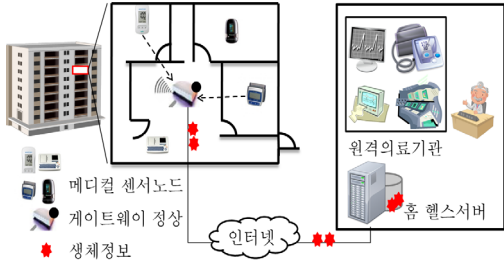 원격의료기관
메디컬 센서노드
홈 헬스서버
게이트웨이 정상
인터넷
생체정보